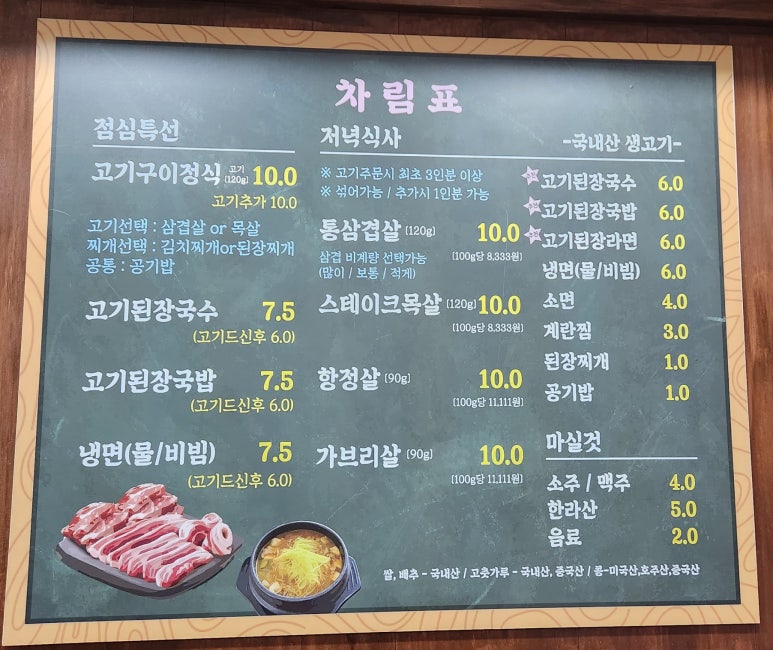 차림표
점심특선
고기구이정식 고기 [120g] 10.0
고기추가 10.0
고기선택 : 삼겹살 or 목살
찌개선택 : 김치찌개or된장찌개
공통 : 공기밥
고기된장국수 7.5
(고기드신후 6.0)
고기된장국밥 7.5
(고기드신후 6.0)
냉면(물/비빔) 7.5
(고기드신후 6.0)
저녁식사
※ 고기주문시 최초 3인분 이상
※ 섞어가능 / 추가시 1인분 가능
통삼겹살 [120g] 10.0
[100g당 8,333원]
삼겹 비계량 선택가능
(많이 / 보통 / 적게)
스테이크목살 [120g] 10.0
[100g당 8,333원]
항정살 [90g] 10.0
[100g당 11,111원]
가브리살 [90g] 10.0
[100g당 11,111원]
-국내산 생고기-
고기된장국수 6.0
고기된장국밥 6.0
고기된장라면 6.0
냉면(물/비빔) 6.0
소면 4.0
계란찜 3.0
된장찌개 1.0
공기밥 1.0
마실것
소주 / 맥주 4.0
한라산 5.0
음료 2.0
쌀, 배추 - 국내산 / 고춧가루 - 국내산, 중국산 / 콩-미국산,호주산,중국산